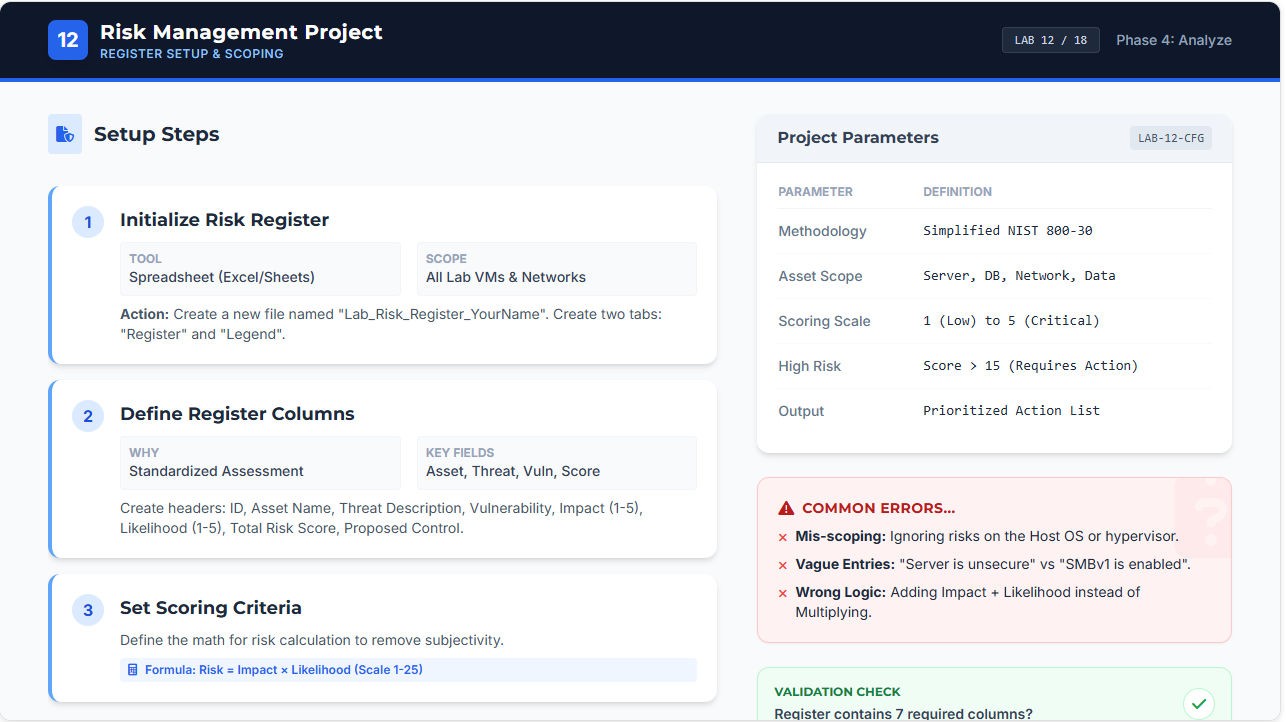 12
Risk Management Project
REGISTER SETUP & SCOPING
LAB 12 / 18
Phase 4: Analyze
Setup Steps
1
Initialize Risk Register
TOOL
Spreadsheet (Excel/Sheets)
SCOPE
All Lab VMs & Networks
Action: Create a new file named "Lab_Risk_Register_YourName". Create two tabs:
"Register" and "Legend".
2
Define Register Columns
WHY
Standardized Assessment
KEY FIELDS
Asset, Threat, Vuln, Score
Create headers: ID, Asset Name, Threat Description, Vulnerability, Impact (1-5),
Likelihood (1-5), Total Risk Score, Proposed Control.
3
Set Scoring Criteria
Define the math for risk calculation to remove subjectivity.
Formula: Risk = Impact × Likelihood (Scale 1-25)
Project Parameters
LAB-12-CFG
PARAMETER DEFINITION
Methodology Simplified NIST 800-30
Asset Scope Server, DB, Network, Data
Scoring Scale 1 (Low) to 5 (Critical)
High Risk Score > 15 (Requires Action)
Output Prioritized Action List
COMMON ERRORS...
Mis-scoping: Ignoring risks on the Host OS or hypervisor.
Vague Entries: "Server is unsecure" vs "SMBv1 is enabled".
Wrong Logic: Adding Impact + Likelihood instead of
Multiplying.
VALIDATION CHECK
Register contains 7 required columns?